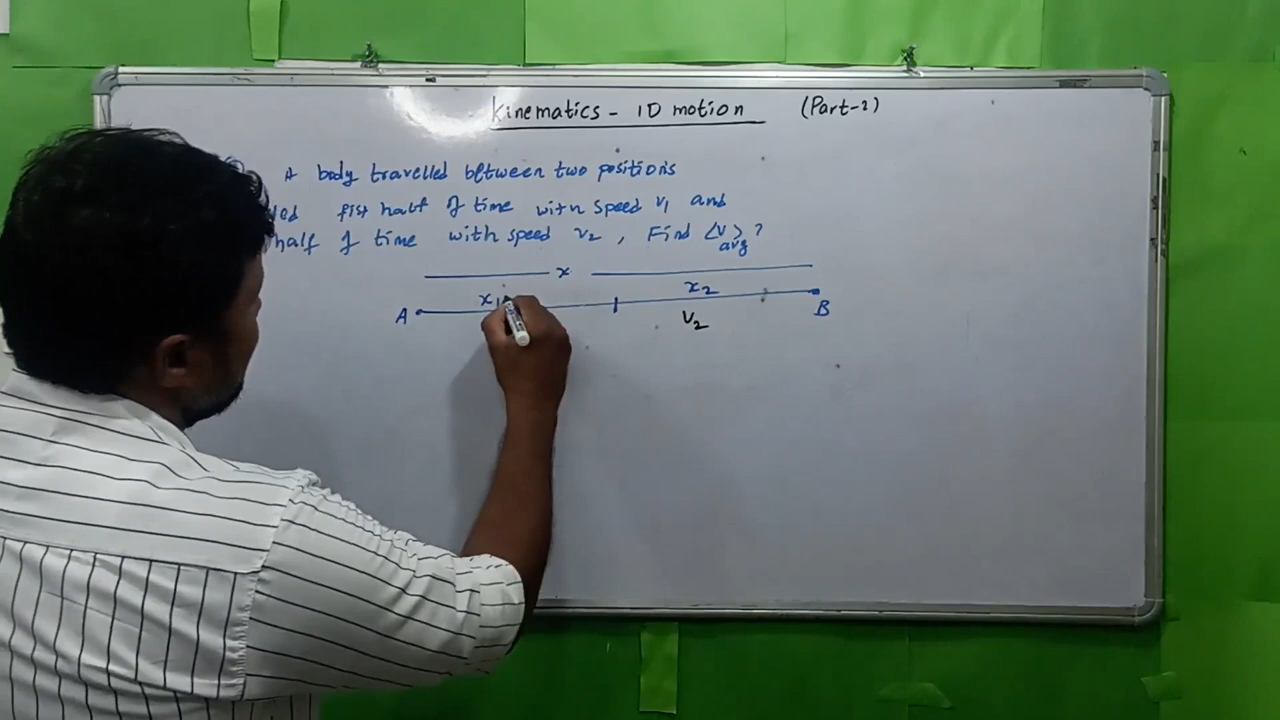 Kinematics - 1D motion (Part-2)
A body travelled between two positions
fist half of time with speed v₁ and
half of time with speed v₂, Find <v>avg?
x
x₁ x₂
A B
V₂